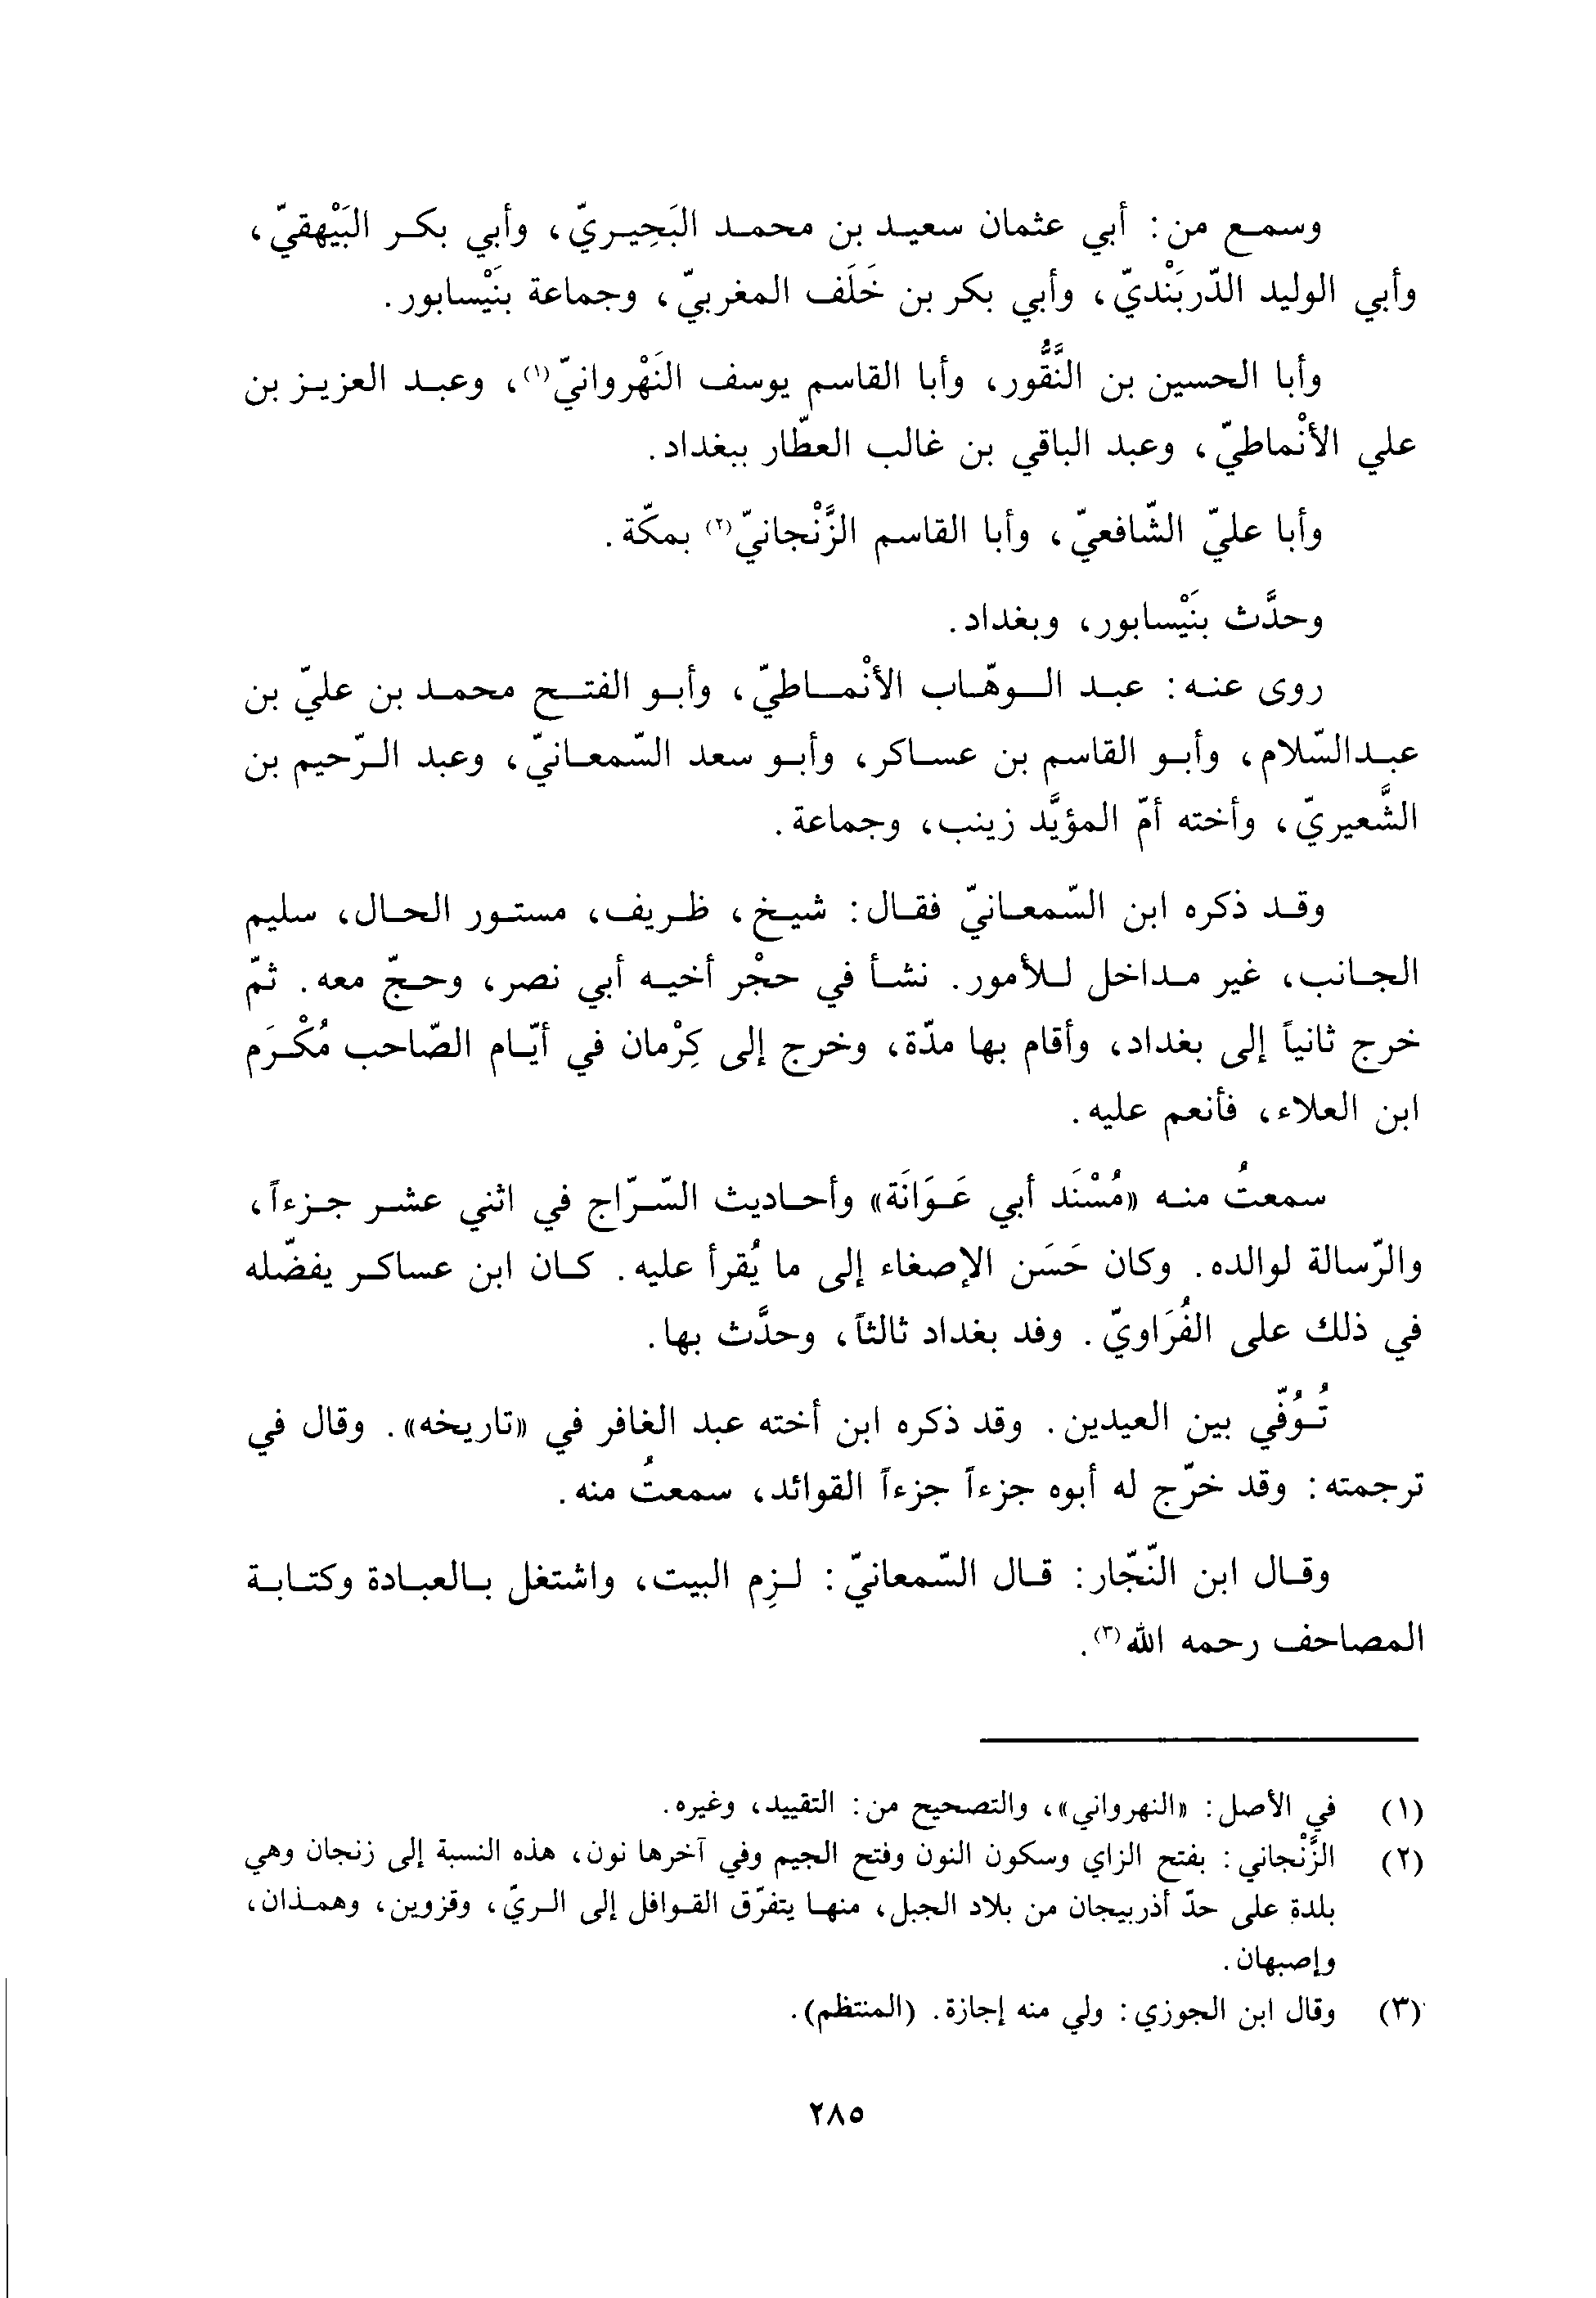 وسمع من: أبي عثمان سعيد بن محمد البَحِيريّ، وأبي بكر البَيْهقيّ،
وأبي الوليد الدّربَنْديّ، وأبي بكر بن خَلَف المغربيّ، وجماعة بنَيْسابور.
وأبا الحسين بن النَّقُّور، وأبا القاسم يوسف النَهْروانيّ(١)، وعبد العزيز بن
علي الأنْماطيّ، وعبد الباقي بن غالب العطّار ببغداد.
وأبا عليّ الشّافعيّ، وأبا القاسم الزَّنْجانيّ(٢) بمكّة.
وحدَّث بنَيْسابور، وبغداد.
روى عنه: عبد الوهّاب الأنْماطيّ، وأبو الفتح محمد بن عليّ بن
عبدالسّلام، وأبو القاسم بن عساكر، وأبو سعد السّمعانيّ، وعبد الرّحيم بن
الشَّعيريّ، وأخته أمّ المؤيَّد زينب، وجماعة.
وقد ذكره ابن السّمعانيّ فقال: شيخ، ظريف، مستور الحال، سليم
الجانب، غير مداخل للأمور. نشأ في حجْر أخيه أبي نصر، وحجّ معه. ثمّ
خرج ثانياً إلى بغداد، وأقام بها مدّة، وخرج إلى كِرْمان في أيّام الصّاحب مُكْرَم
ابن العلاء، فأنعم عليه.
سمعتُ منه «مُسْنَد أبي عَوَانَة» وأحاديث السّرّاج في اثني عشر جزءاً،
والرّسالة لوالده. وكان حَسَن الإصغاء إلى ما يُقرأ عليه. كان ابن عساكر يفضّله
في ذلك على الفُرَاويّ. وفد بغداد ثالثاً، وحدَّث بها.
تُوُفّي بين العيدين. وقد ذكره ابن أخته عبد الغافر في «تاريخه». وقال في
ترجمته: وقد خرّج له أبوه جزءاً جزءاً القوائد، سمعتُ منه.
وقال ابن النّجّار: قال السّمعانيّ: لزِم البيت، واشتغل بالعبادة وكتابة
المصاحف رحمه الله(٣).
(١) في الأصل: «النهرواني»، والتصحيح من: التقييد، وغيره.
(٢) الزَّنْجاني: بفتح الزاي وسكون النون وفتح الجيم وفي آخرها نون، هذه النسبة إلى زنجان وهي
بلدة على حدّ أذربيجان من بلاد الجبل، منها يتفرّق القوافل إلى الريّ، وقزوين، وهمذان،
وإصبهان.
(٣) وقال ابن الجوزي: ولي منه إجازة. (المنتظم).
٢٨٥